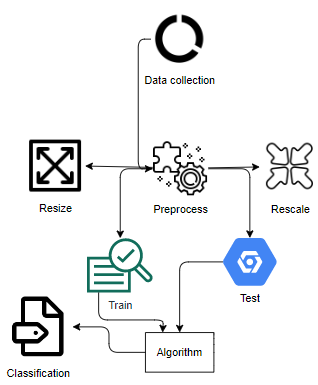 Data collection
Resize
Preprocess
Rescale
Train
Test
Algorithm
Classification